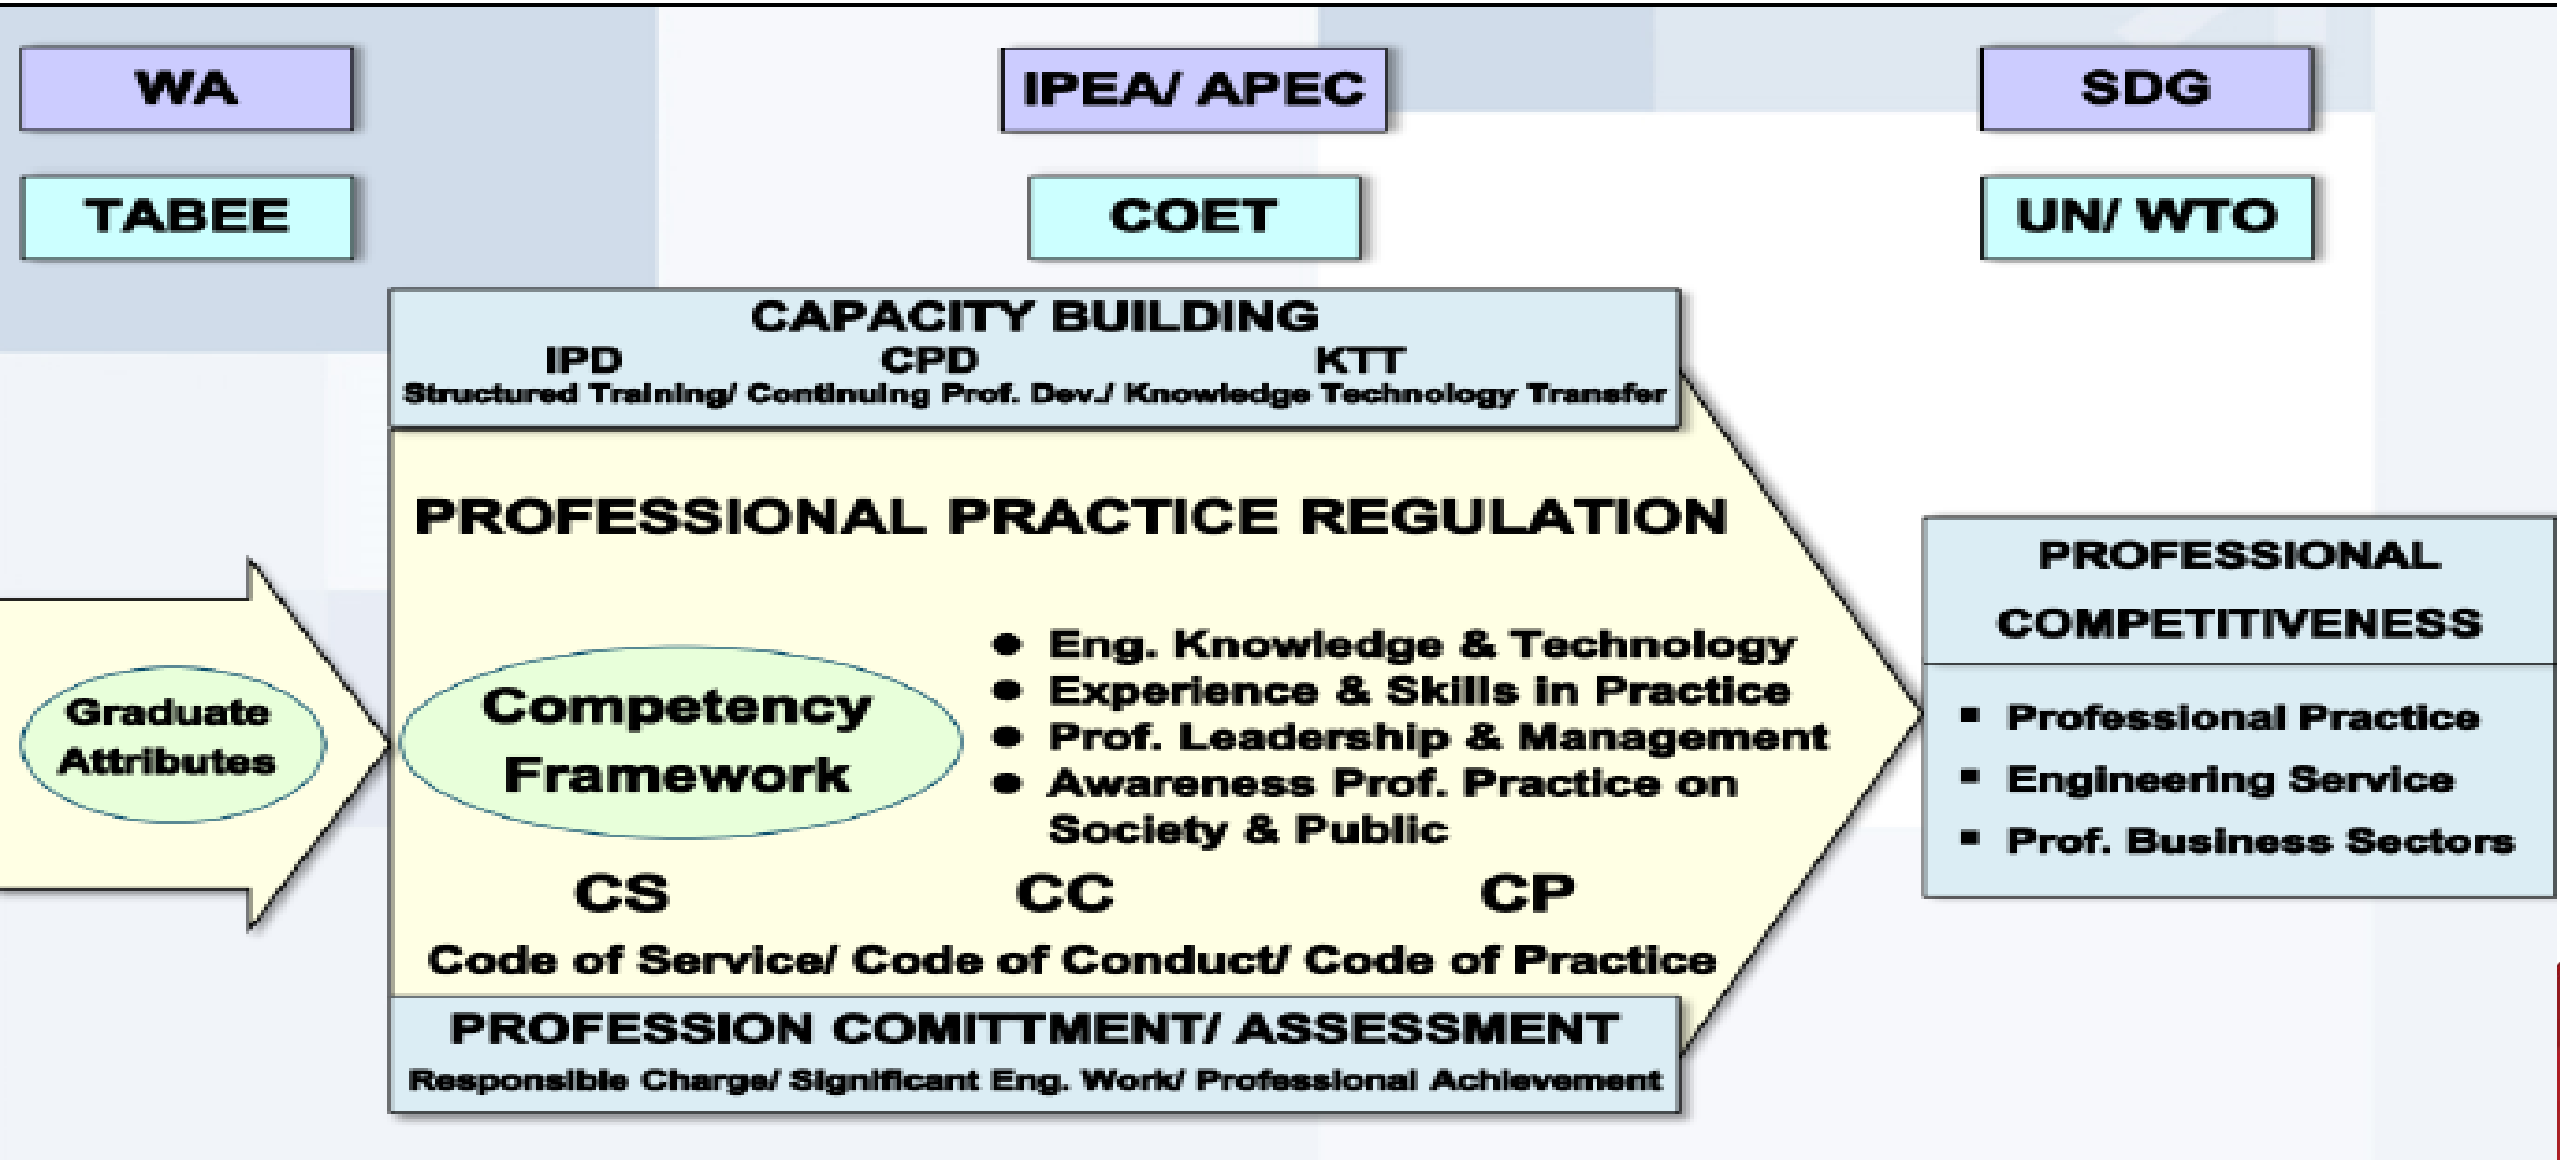 WA
IPEA/ APEC
SDG
TABEE
COET
UN/ WTO
CAPACITY BUILDING
IPD CPD KTT
Structured Training/ Continuing Prof. Dev./ Knowledge Technology Transfer
PROFESSIONAL PRACTICE REGULATION
Graduate
Attributes
Competency
Framework
● Eng. Knowledge & Technology
● Experience & Skills in Practice
● Prof. Leadership & Management
● Awareness Prof. Practice on
Society & Public
CS CC CP
Code of Service/ Code of Conduct/ Code of Practice
PROFESSION COMITTMENT/ ASSESSMENT
Responsible Charge/ Significant Eng. Work/ Professional Achievement
PROFESSIONAL
COMPETITIVENESS
▪ Professional Practice
▪ Engineering Service
▪ Prof. Business Sectors